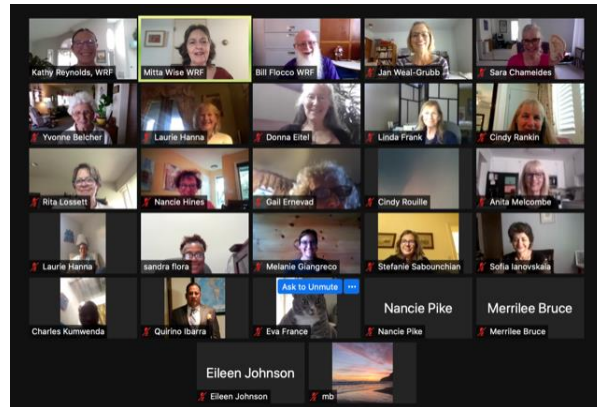 Kathy Reynolds, WRF
Mitta Wise WRF
Bill Flocco WRF
Jan Weal-Grubb
Sara Chameides
Yvonne Belcher
Laurie Hanna
Donna Eitel
Linda Frank
Cindy Rankin
Rita Lossett
Nancie Hines
Gail Ernevad
Cindy Rouille
Anita Melcombe
Laurie Hanna
sandra flora
Melanie Giangreco
Stefanie Sabounchian
Sofia Ianovskaia
Ask to Unmute
Nancie Pike
Merrilee Bruce
Charles Kumwenda
Quirino Ibarra
Eva France
Nancie Pike
Merrilee Bruce
Eileen Johnson
Eileen Johnson
mb